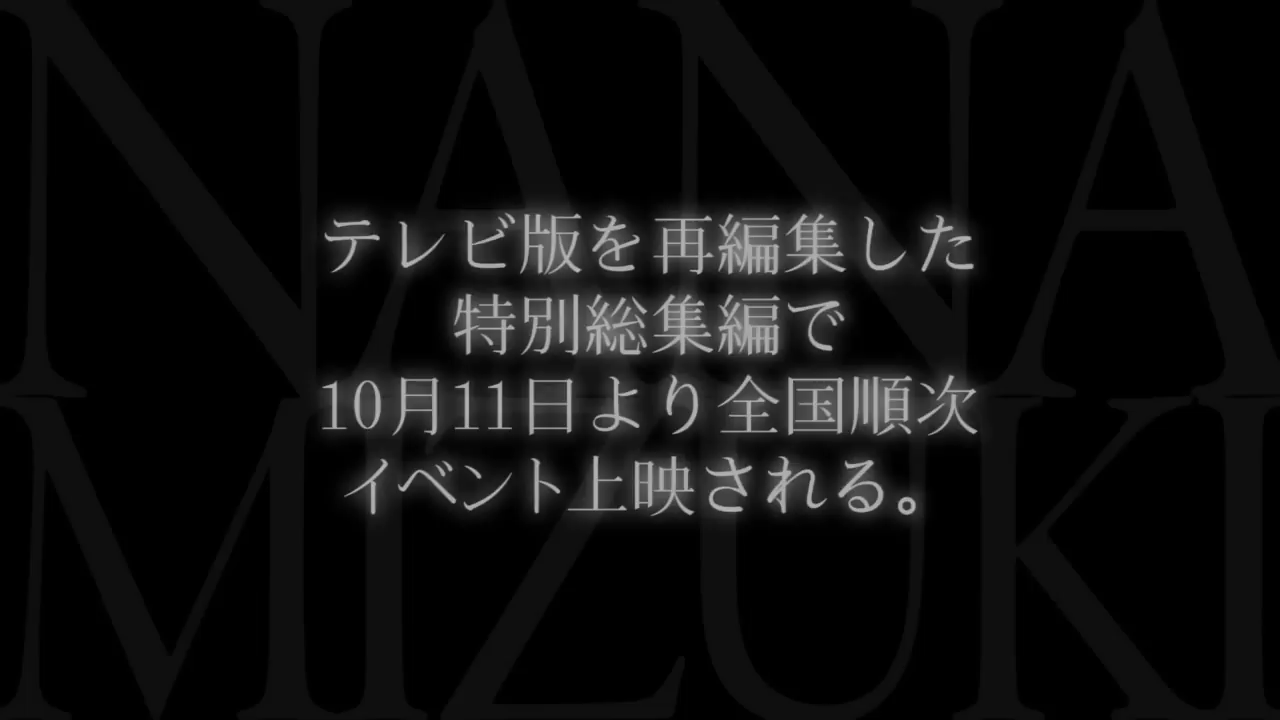 NANA
MIZUKI
テレビ版を再編集した
特別総集編で
10月11日より全国順次
イベント上映される。